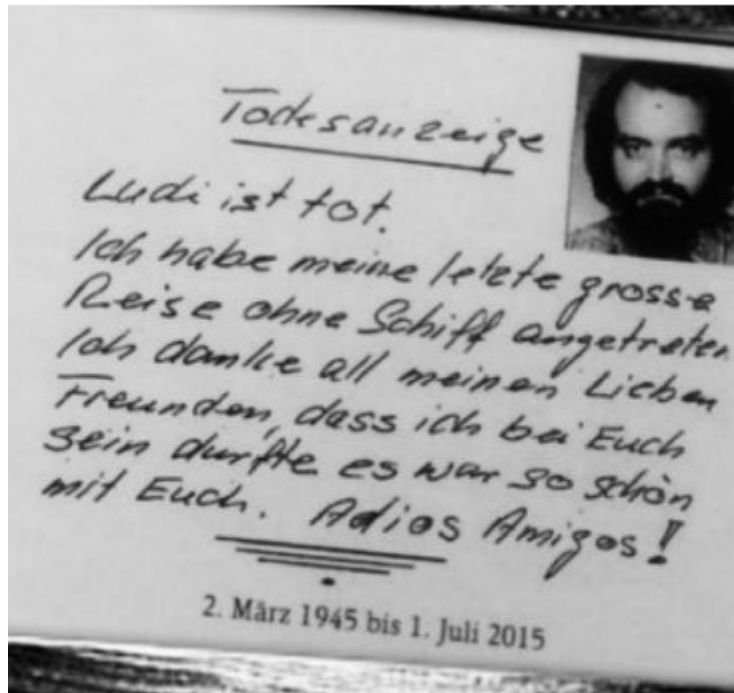 Todesanzeige
Ludi ist tot.
Ich habe meine letzte grosse
Reise ohne Schiff angetreten
Ich danke all meinen Lieben
Freunden, dass ich bei Euch
sein durfte es war so schön
mit Euch. Adios Amigos!
2. März 1945 bis 1. Juli 2015